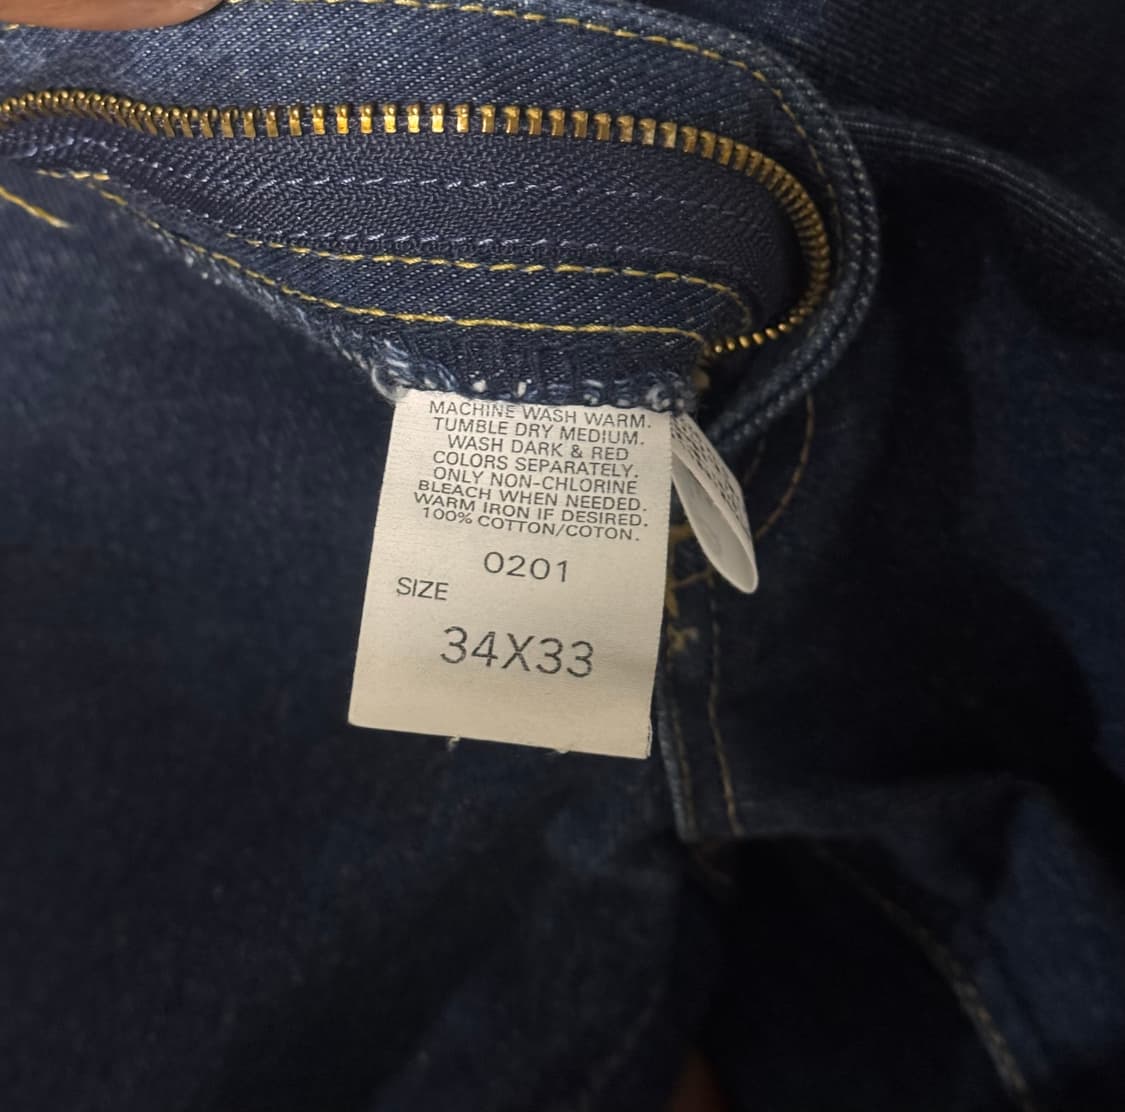 MACHINE WASH WARM.
TUMBLE DRY MEDIUM.
WASH DARK & RED
COLORS SEPARATELY.
ONLY NON-CHLORINE
BLEACH WHEN NEEDED.
WARM IRON IF DESIRED.
100% COTTON/COTON.
0201
SIZE
34X33